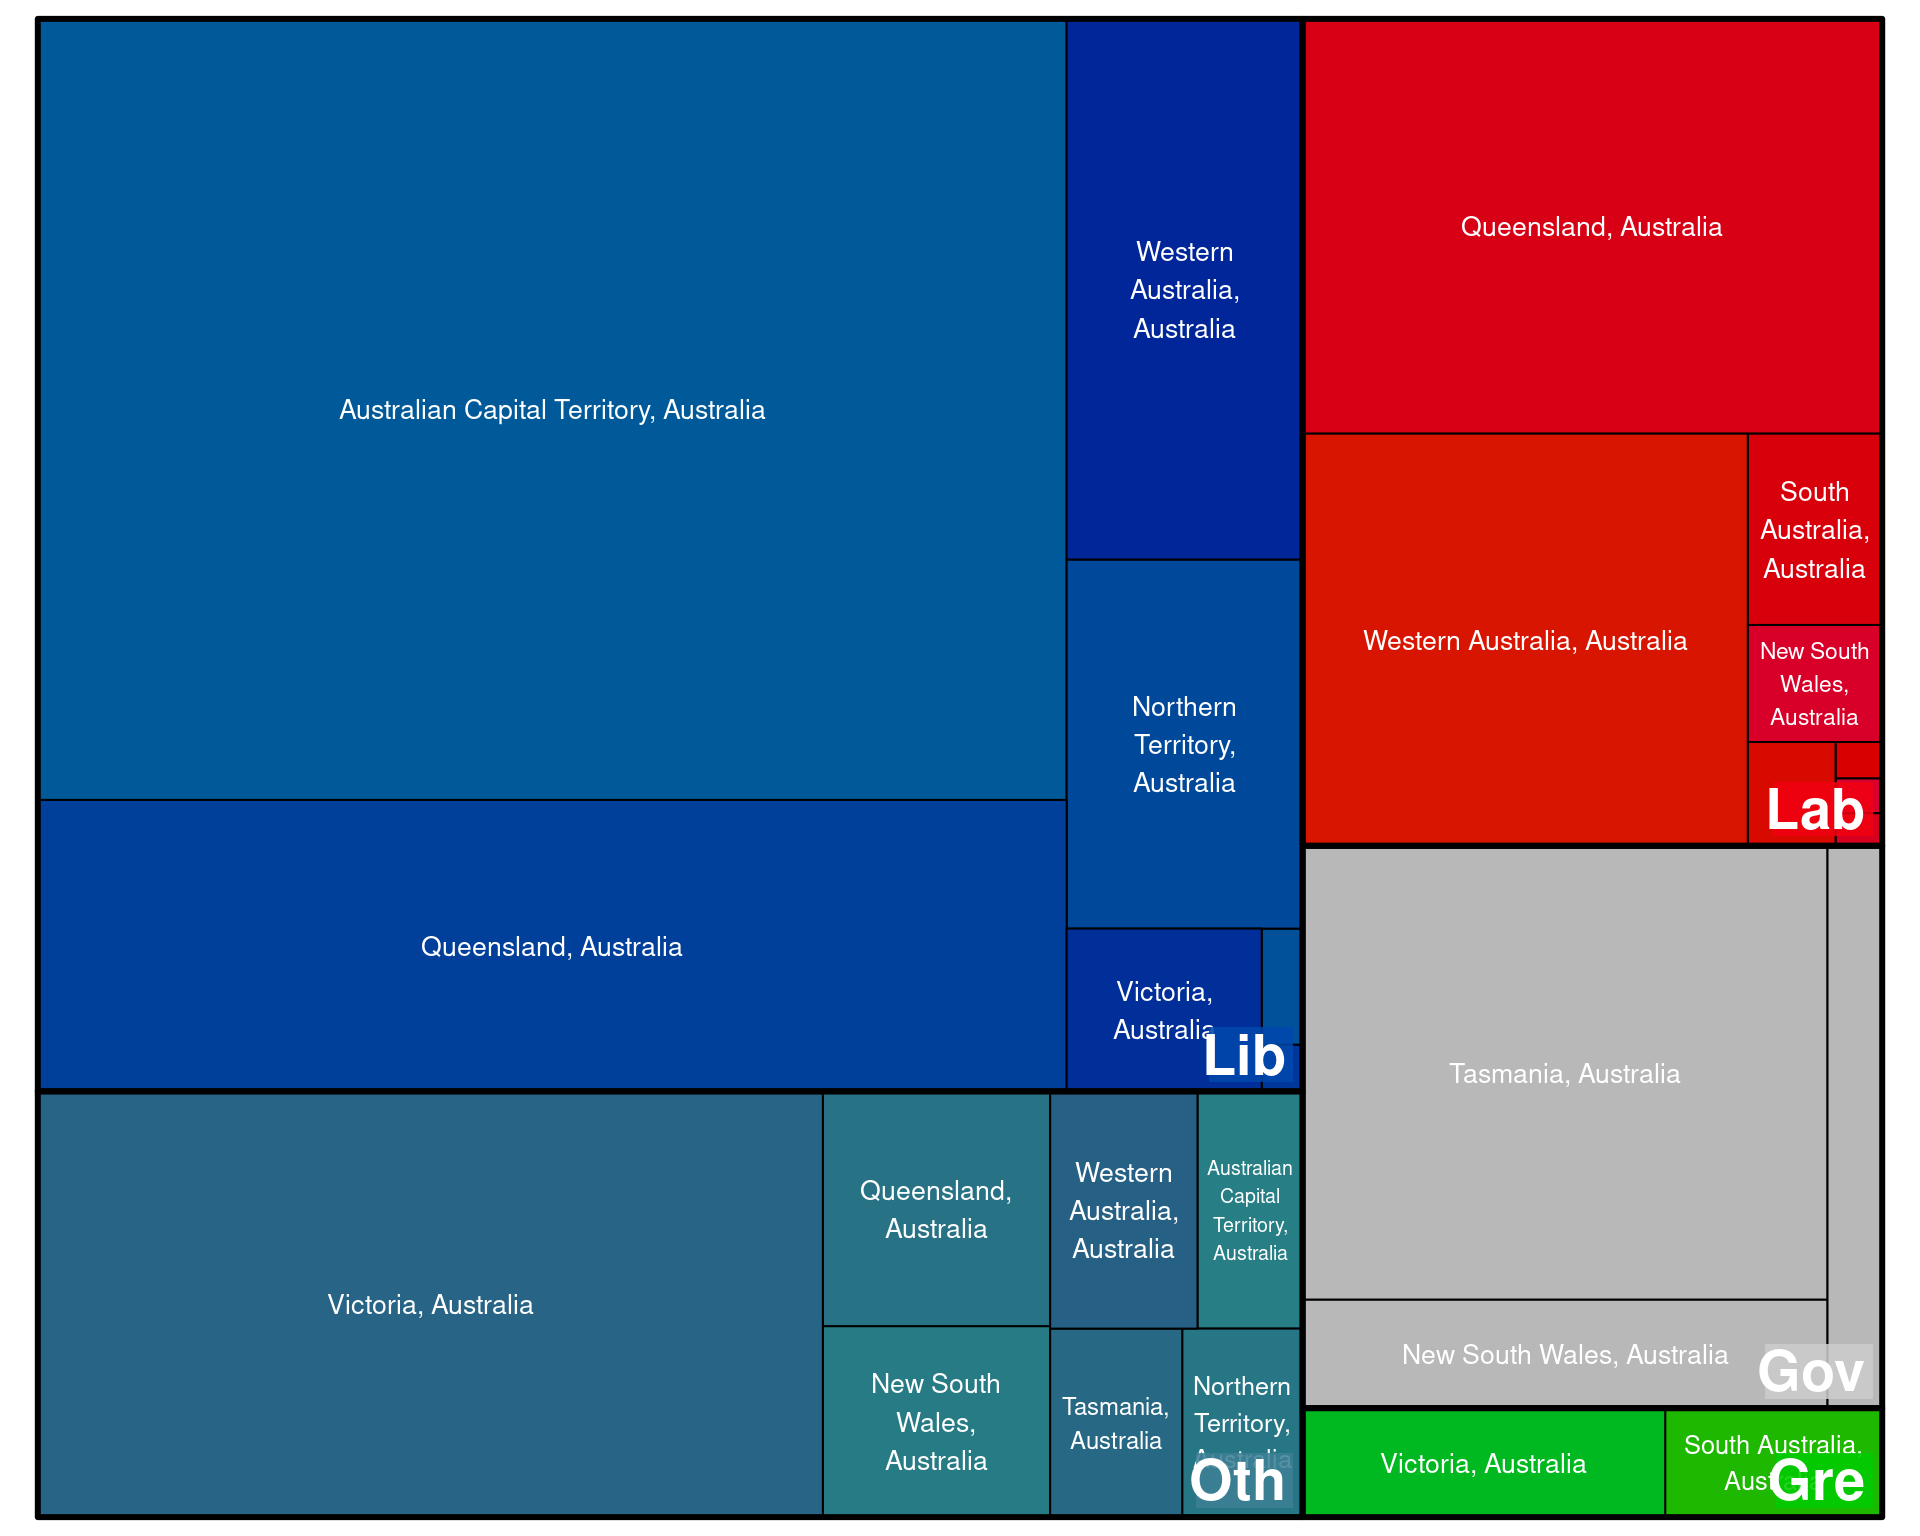 Australian Capital Territory, Australia
Western
Australia,
Australia
Northern
Territory,
Australia
Queensland, Australia
Victoria,
Australia
Lib
Queensland, Australia
Western Australia, Australia
South
Australia,
Australia
New South
Wales,
Australia
Lab
Tasmania, Australia
New South Wales, Australia
Gov
Victoria, Australia
Queensland,
Australia
New South
Wales,
Australia
Western
Australia,
Australia
Australian
Capital
Territory,
Australia
Tasmania,
Australia
Northern
Territory,
Australia
Oth
Victoria, Australia
South Australia,
Gre